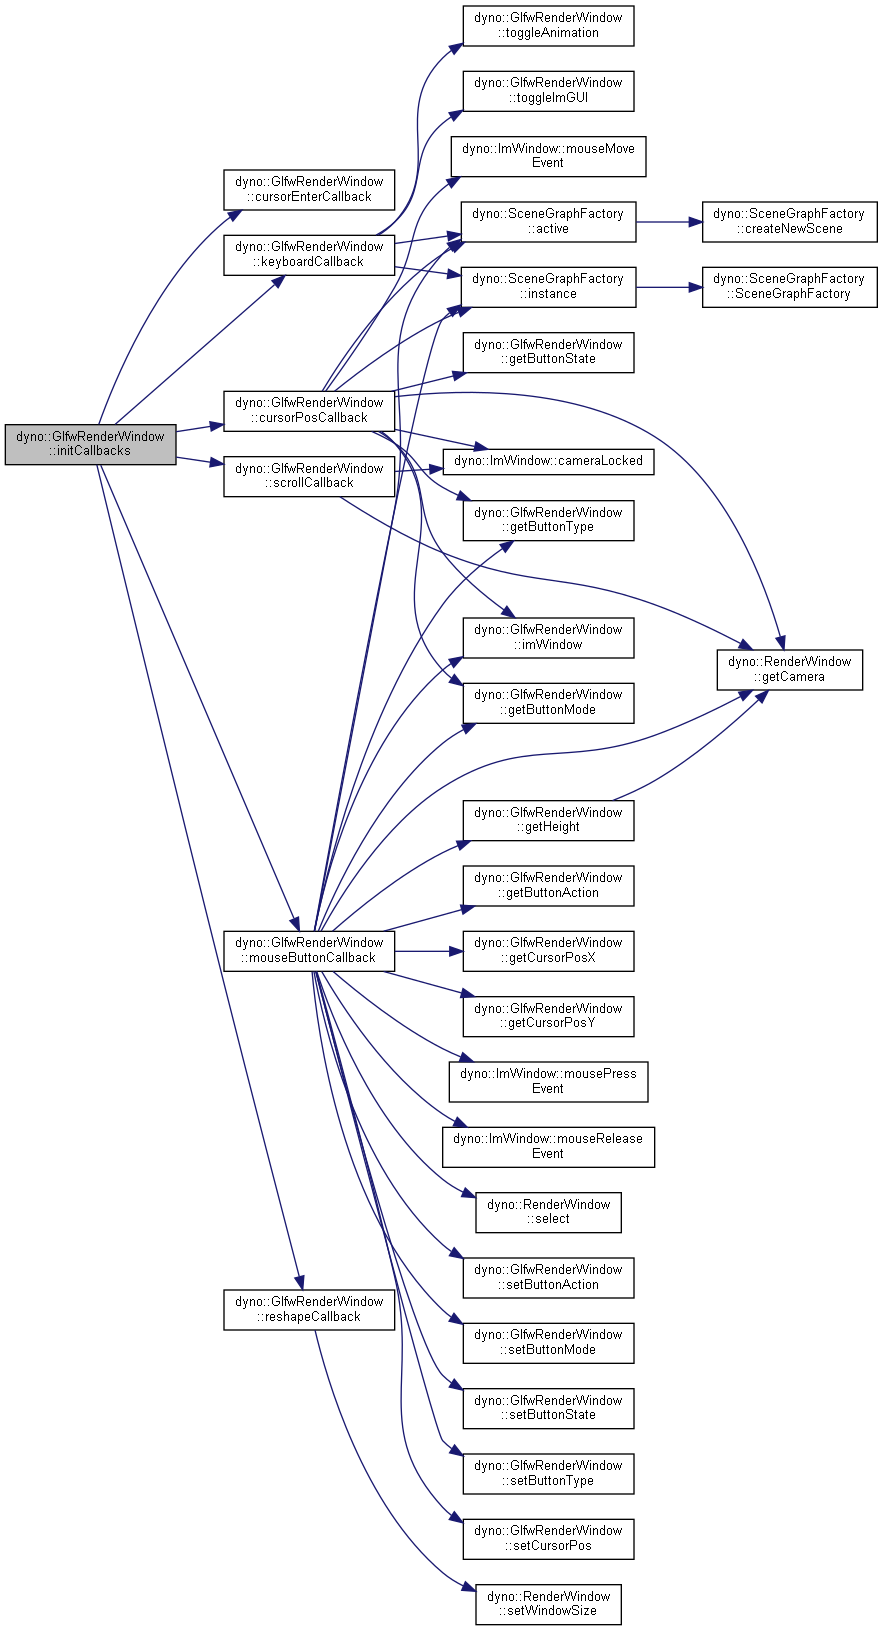 dyno::GlfwRenderWindow
::toggleAnimation
dyno::GlfwRenderWindow
::toggleImGUI
dyno::ImWindow::mouseMove
Event
dyno::GlfwRenderWindow
::cursorEnterCallback
dyno::SceneGraphFactory
::active
dyno::SceneGraphFactory
::createNewScene
dyno::GlfwRenderWindow
::keyboardCallback
dyno::SceneGraphFactory
::instance
dyno::SceneGraphFactory
::SceneGraphFactory
dyno::GlfwRenderWindow
::getButtonState
dyno::GlfwRenderWindow
::cursorPosCallback
dyno::GlfwRenderWindow
::initCallbacks
dyno::ImWindow::cameraLocked
dyno::GlfwRenderWindow
::scrollCallback
dyno::GlfwRenderWindow
::getButtonType
dyno::GlfwRenderWindow
::imWindow
dyno::RenderWindow
::getCamera
dyno::GlfwRenderWindow
::getButtonMode
dyno::GlfwRenderWindow
::getHeight
dyno::GlfwRenderWindow
::getButtonAction
dyno::GlfwRenderWindow
::mouseButtonCallback
dyno::GlfwRenderWindow
::getCursorPosX
dyno::GlfwRenderWindow
::getCursorPosY
dyno::ImWindow::mousePress
Event
dyno::ImWindow::mouseRelease
Event
dyno::RenderWindow
::select
dyno::GlfwRenderWindow
::setButtonAction
dyno::GlfwRenderWindow
::reshapeCallback
dyno::GlfwRenderWindow
::setButtonMode
dyno::GlfwRenderWindow
::setButtonState
dyno::GlfwRenderWindow
::setButtonType
dyno::GlfwRenderWindow
::setCursorPos
dyno::RenderWindow
::setWindowSize